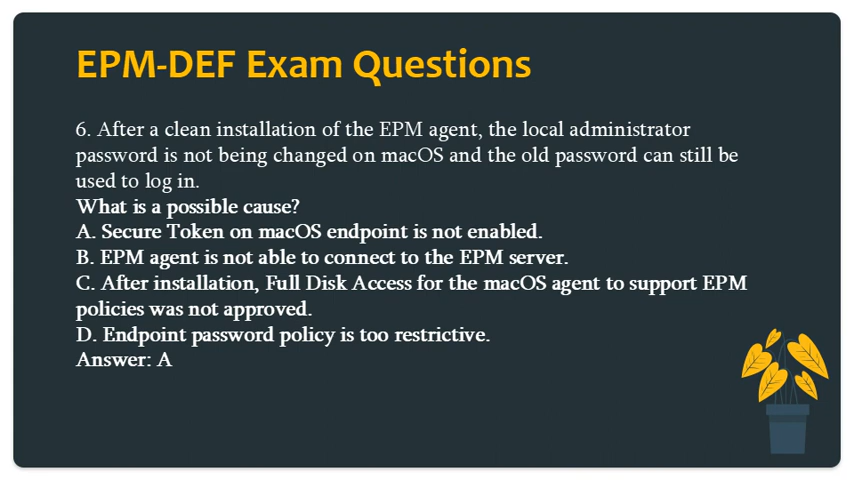 EPM-DEF Exam Questions
6. After a clean installation of the EPM agent, the local administrator
password is not being changed on macOS and the old password can still be
used to log in.
What is a possible cause?
A. Secure Token on macOS endpoint is not enabled.
B. EPM agent is not able to connect to the EPM server.
C. After installation, Full Disk Access for the macOS agent to support EPM
policies was not approved.
D. Endpoint password policy is too restrictive.
Answer: A